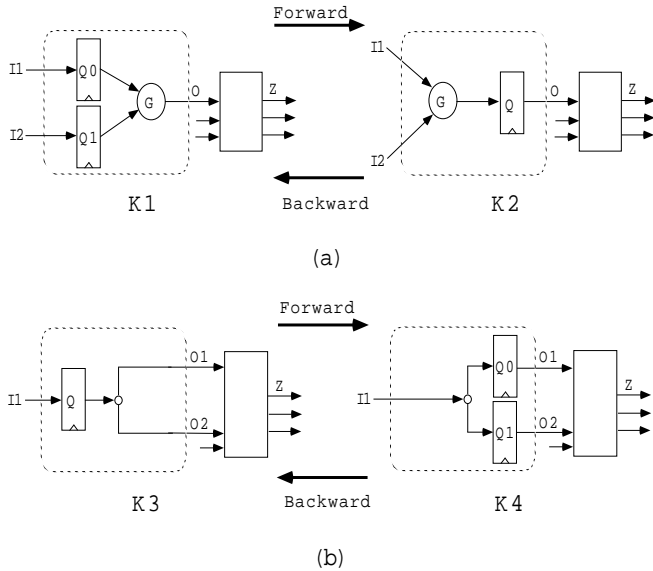 Forward
I1
I1 Q0
O Z
G
I2 Q1
G
Q
O Z
I2
Backward
K1
K2
(a)
Forward
O1
Q0 O1
I1 Q
Z
I1
Z
O2
Q1 O2
Backward
K3
K4
(b)